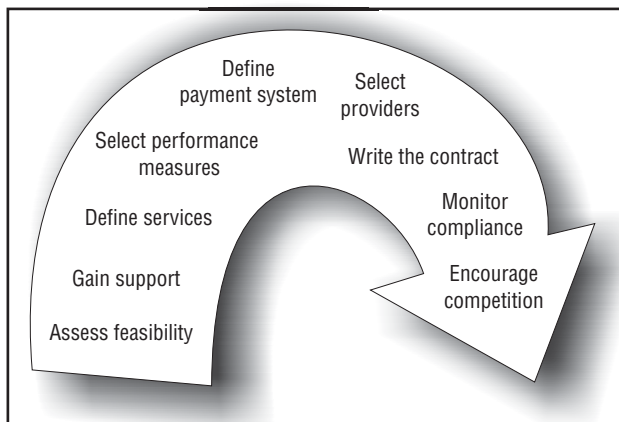 Assess feasibility
Gain support
Define services
Select performance
measures
Define
payment system
Select
providers
Write the contract
Monitor
compliance
Encourage
competition